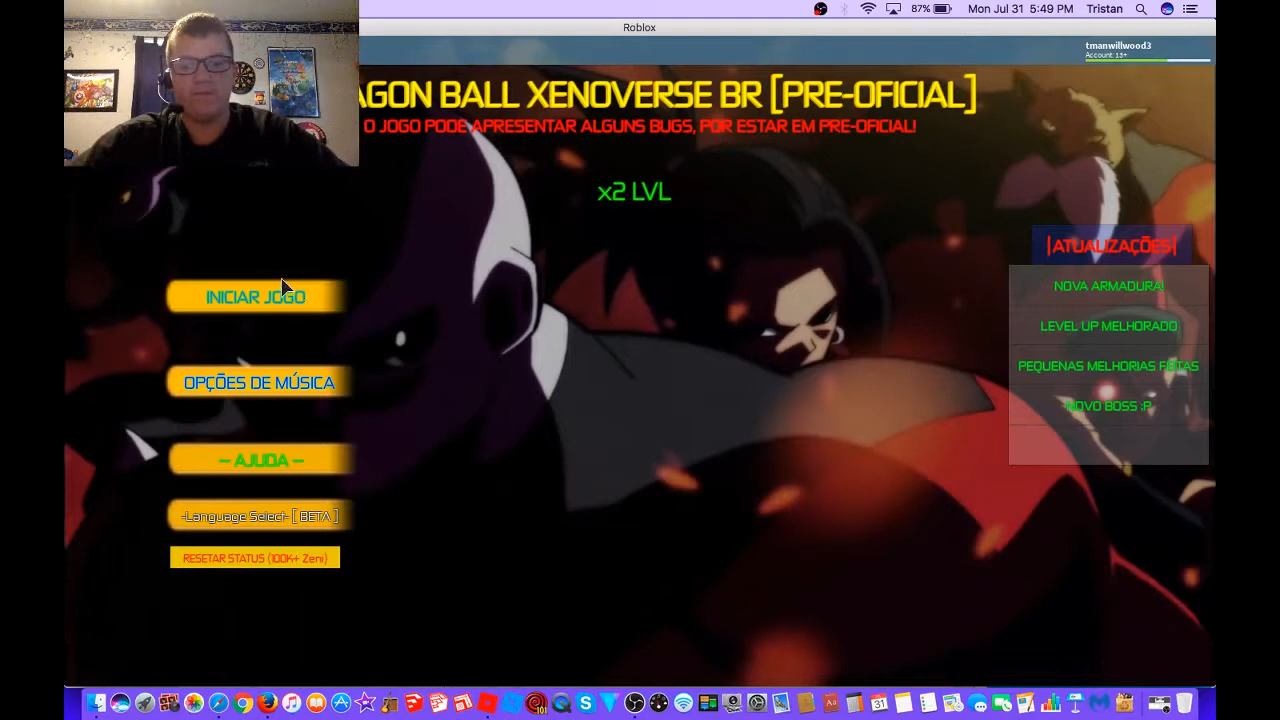 87% Mon Jul 31 5:49 PM Tristan
Roblox
tmanwillwood3
Account: 13+
AGON BALL XENOVERSE BR [PRE-OFICIAL]
O JOGO PODE APRESENTAR ALGUNS BUGS, POR ESTAR EM PRE-OFICIAL!
x2 LVL
|ATUALIZAÇÕES|
NOVA ARMADURA!
LEVEL UP MELHORADO
PEQUENAS MELHORIAS FEITAS
NOVO BOSS :P
INICIAR JOGO
OPÇÕES DE MÚSICA
-- AJUDA --
-Language Select- [ BETA ]
RESETAR STATUS (100K+ Zeni)
31
101